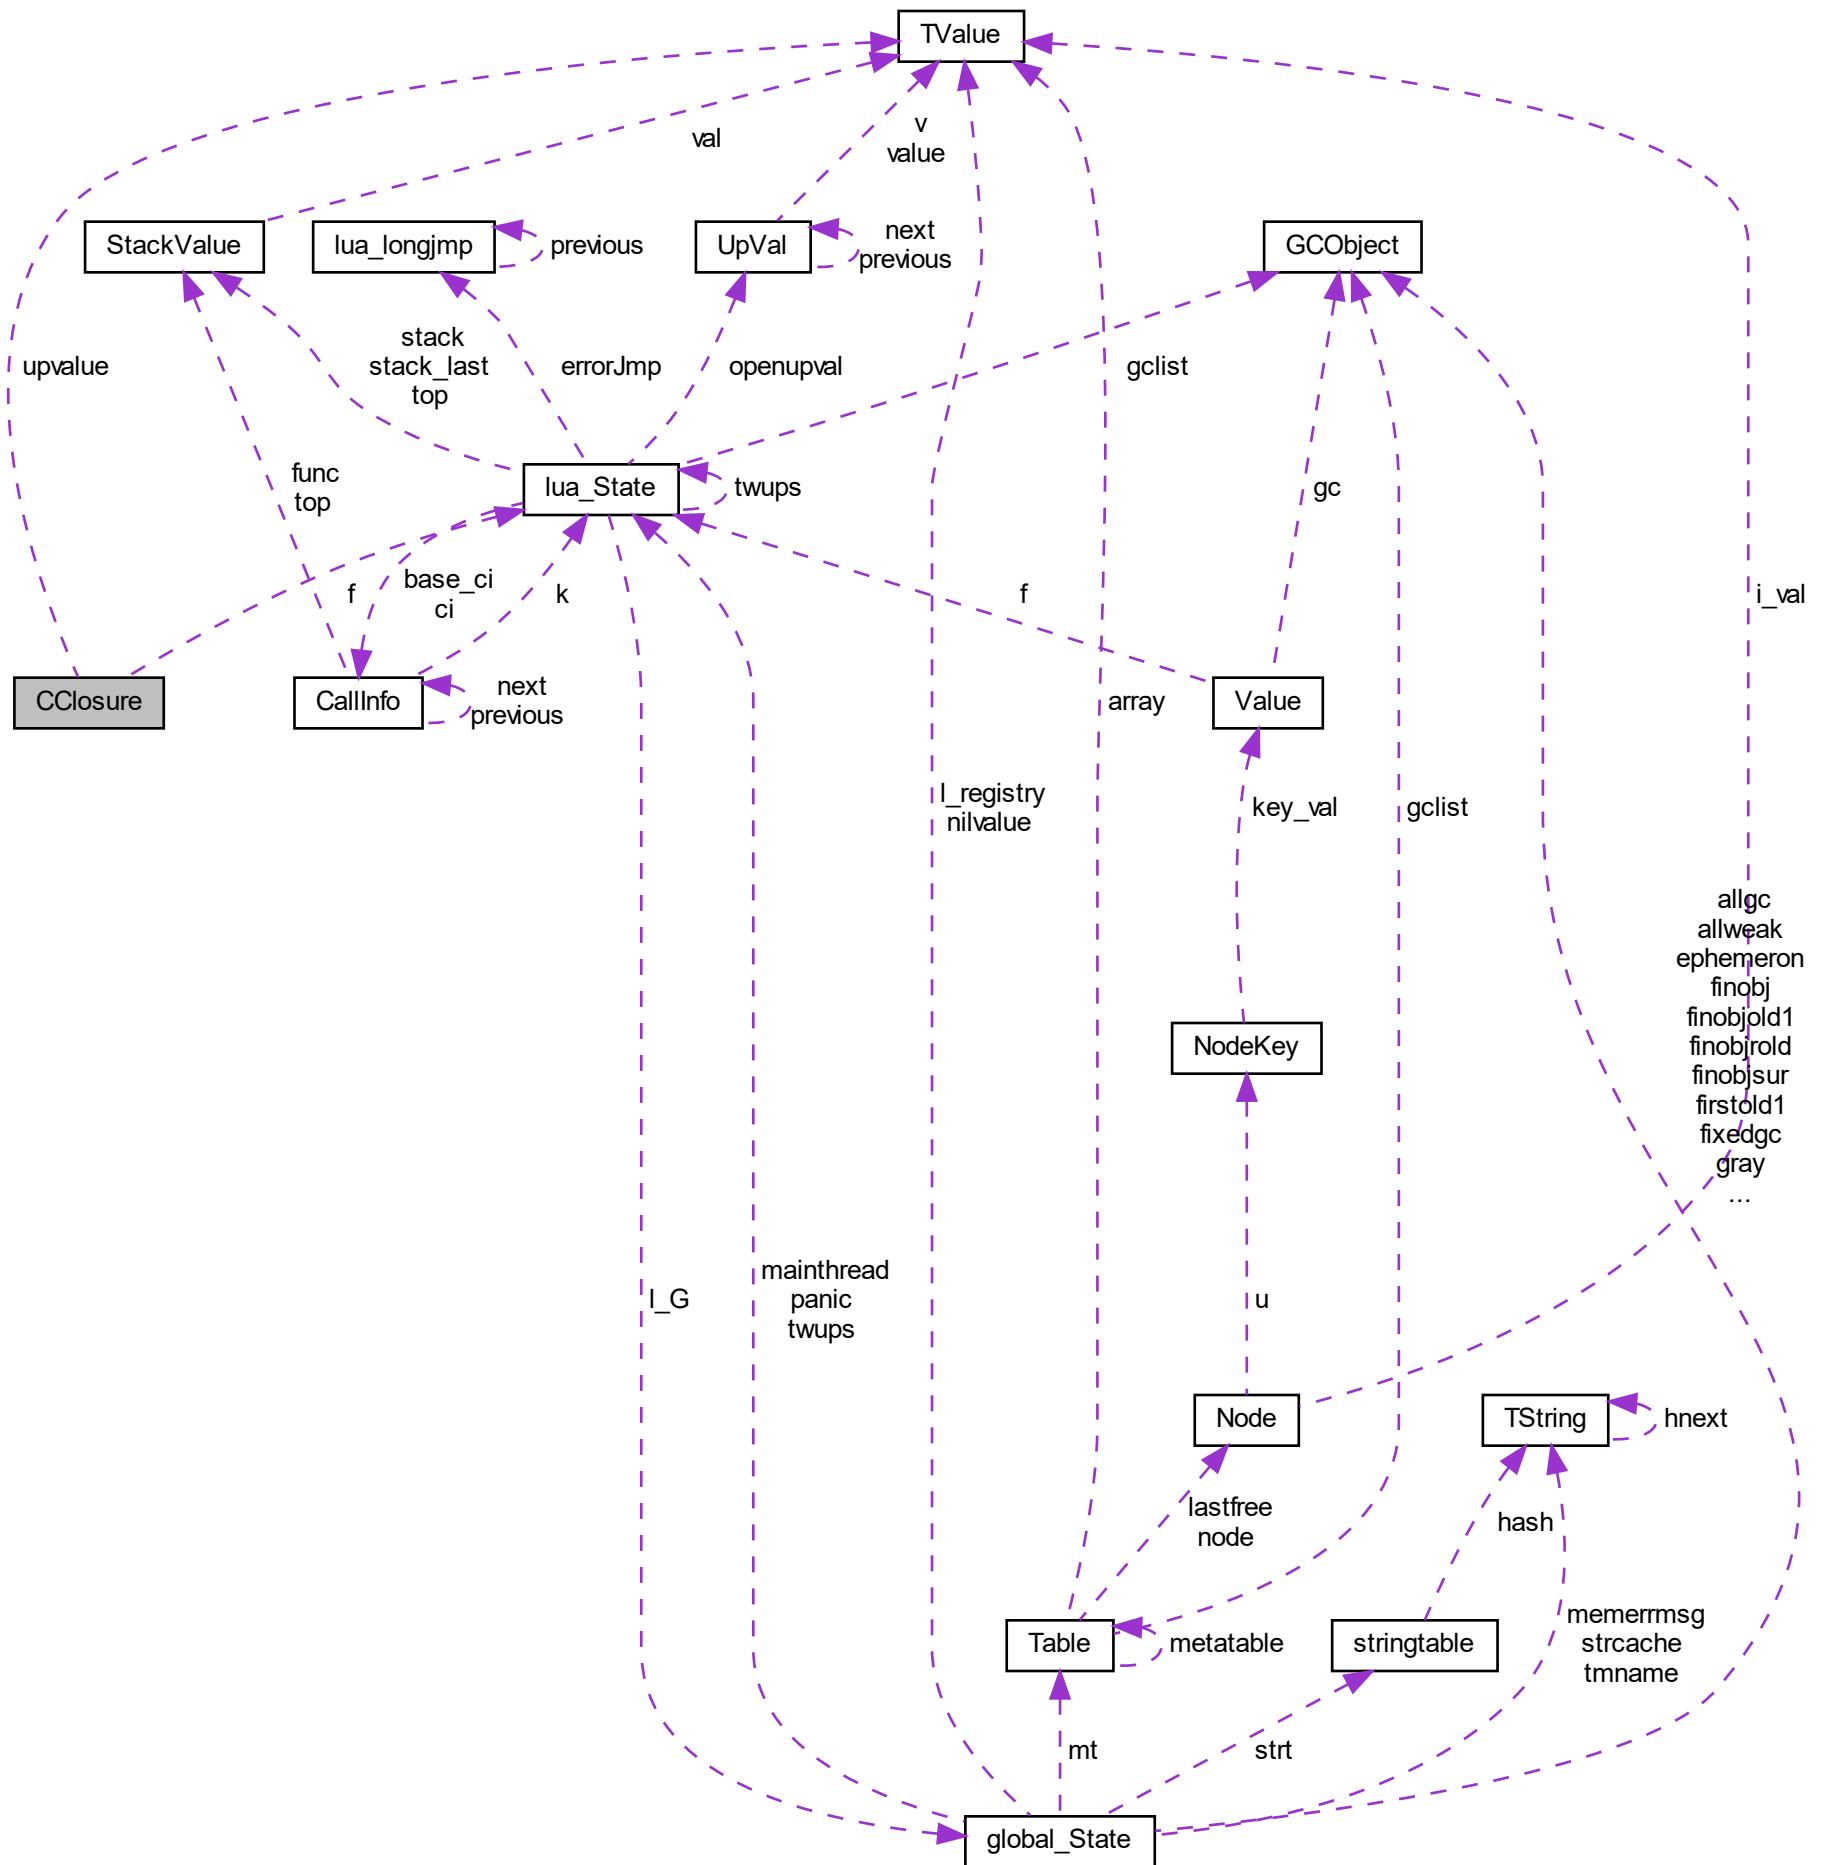 TValue
val
v
value
StackValue
lua_longjmp
previous
UpVal
next
previous
GCObject
upvalue
stack
stack_last
top
errorJmp
openupval
gclist
func
top
lua_State
twups
gc
f
base_ci
ci
k
f
i_val
CClosure
CallInfo
next
previous
array
Value
l_registry
nilvalue
key_val
gclist
allgc
allweak
ephemeron
finobj
finobjold1
finobjrold
finobjsur
firstold1
fixedgc
gray
...
NodeKey
l_G
mainthread
panic
twups
u
Node
TString
hnext
lastfree
node
hash
Table
metatable
stringtable
memerrmsg
strcache
tmname
mt
strt
global_State